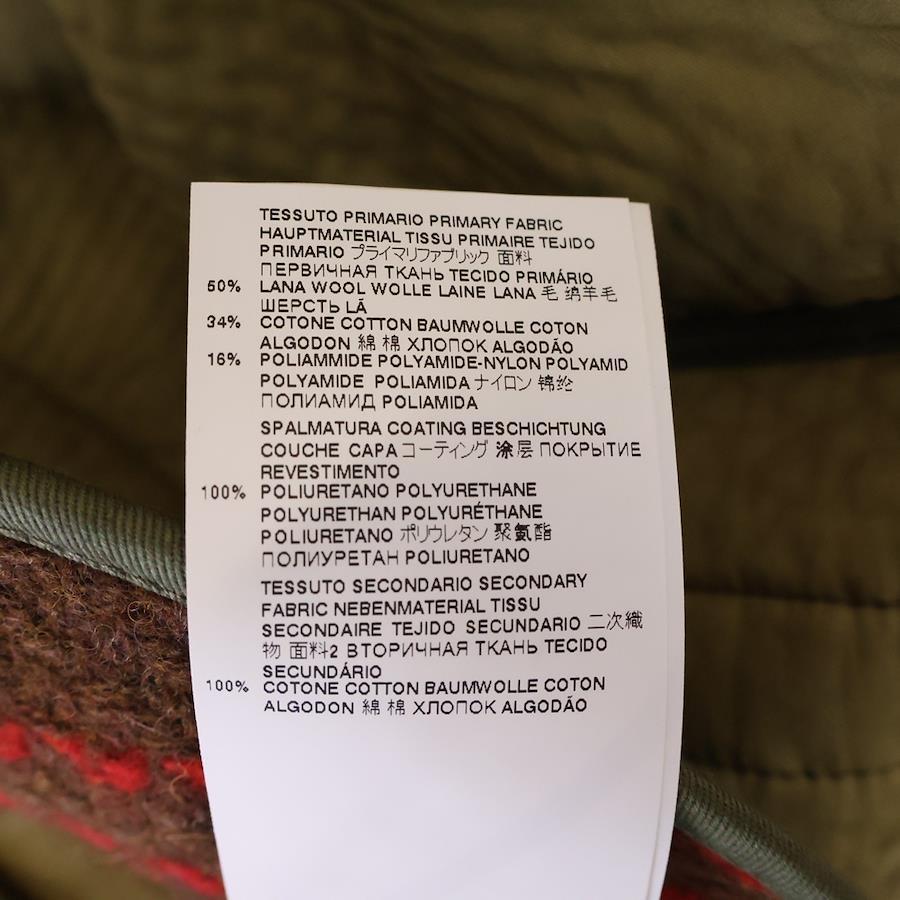 TESSUTO PRIMARIO PRIMARY FABRIC
HAUPTMATERIAL TISSU PRIMAIRE TEJIDO
PRIMARIO プライマリファブリック 面料
ПЕРВИЧНАЯ ТКАНЬ TECIDO PRIMÁRIO
50% LANA WOOL WOLLE LAINE LANA 毛 绵羊毛
ШЕРСТЬ LÃ
34% COTONE COTTON BAUMWOLLE COTON
ALGODON 綿 棉 ХЛОПОК ALGODÃO
16% POLIAMMIDE POLYAMIDE-NYLON POLYAMID
POLYAMIDE POLIAMIDA ナイロン 锦纶
ПОЛИАМИД POLIAMIDA
SPALMATURA COATING BESCHICHTUNG
COUCHE CAPA コーティング 涂层 ПОКРЫТИЕ
REVESTIMENTO
100% POLIURETANO POLYURETHANE
POLYURETHAN POLYURÉTHANE
POLIURETANO ポリウレタン 聚氨酯
ПОЛИУРЕТАН POLIURETANO
TESSUTO SECONDARIO SECONDARY
FABRIC NEBENMATERIAL TISSU
SECONDAIRE TEJIDO SECUNDARIO 二次織
物 面料2 ВТОРИЧНАЯ ТКАНЬ TECIDO
SECUNDÁRIO
100% COTONE COTTON BAUMWOLLE COTON
ALGODON 綿 棉 ХЛОПОК ALGODÃO